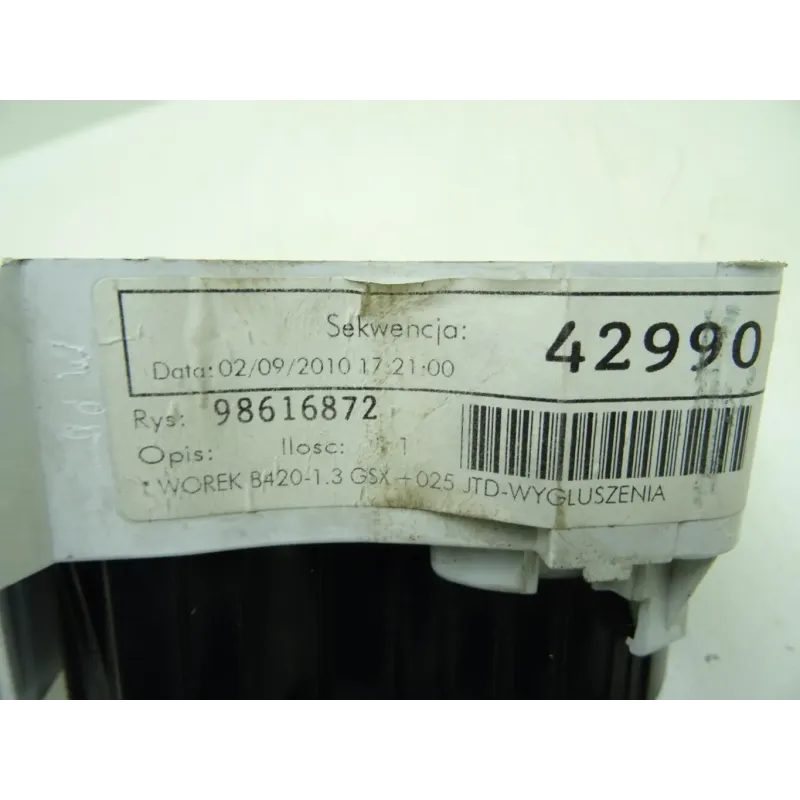 Sekwencja: 42990
Data: 02/09/2010 17:21:00
Rys: 98616872
Opis: Ilosc: 1
WOREK B420-1.3 GSX + 025 JTD-WYGLUSZENIA